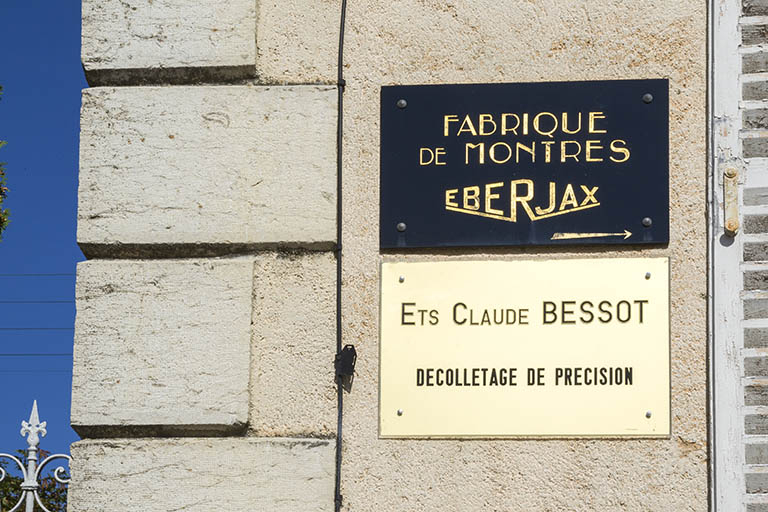 FABRIQUE
DE MONTRES
EBERJAX
ETS CLAUDE BESSOT
DECOLLETAGE DE PRECISION